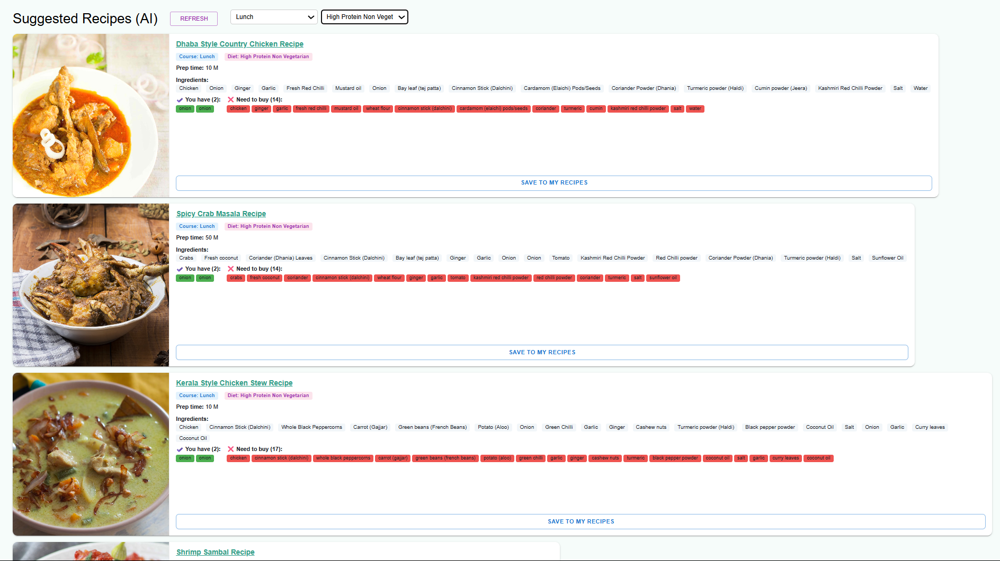 Suggested Recipes (AI) REFRESH Lunch High Protein Non Veget
Dhaba Style Country Chicken Recipe
Course: Lunch Diet: High Protein Non Vegetarian
Prep time: 10 M
Ingredients:
Chicken Onion Ginger Garlic Fresh Red Chilli Mustard oil Onion Bay leaf (tej patta) Cinnamon Stick (Dalchini) Cardamom (Elaichi) Pods/Seeds Coriander Powder (Dhania) Turmeric powder (Haldi) Cumin powder (Jeera) Kashmiri Red Chilli Powder Salt Water
You have (2): Need to buy (14):
onion onion chicken ginger garlic fresh red chilli mustard oil wheat flour cinnamon stick (dalchini) cardamom (elaichi) pods/seeds coriander turmeric cumin kashmiri red chilli powder salt water
SAVE TO MY RECIPES
Spicy Crab Masala Recipe
Course: Lunch Diet: High Protein Non Vegetarian
Prep time: 50 M
Ingredients:
Crabs Fresh coconut Coriander (Dhania) Leaves Cinnamon Stick (Dalchini) Bay leaf (tej patta) Ginger Garlic Onion Onion Tomato Kashmiri Red Chilli Powder Red Chilli powder Coriander Powder (Dhania) Turmeric powder (Haldi) Salt Sunflower Oil
You have (2): Need to buy (14):
onion onion crabs fresh coconut coriander cinnamon stick (dalchini) wheat flour ginger garlic tomato kashmiri red chilli powder red chilli powder coriander turmeric salt sunflower oil
SAVE TO MY RECIPES
Kerala Style Chicken Stew Recipe
Course: Lunch Diet: High Protein Non Vegetarian
Prep time: 10 M
Ingredients:
Chicken Cinnamon Stick (Dalchini) Whole Black Peppercorns Carrot (Gajjar) Green beans (French Beans) Potato (Aloo) Onion Green Chilli Garlic Ginger Cashew nuts Turmeric powder (Haldi) Black pepper powder Coconut Oil Salt Onion Garlic Curry leaves
Coconut Oil
You have (2): Need to buy (17):
onion onion chicken cinnamon stick (dalchini) whole black peppercorns carrot (gajjar) green beans (french beans) potato (aloo) green chilli garlic ginger cashew nuts turmeric black pepper powder coconut oil salt garlic curry leaves coconut oil
SAVE TO MY RECIPES
Shrimp Sambal Recipe